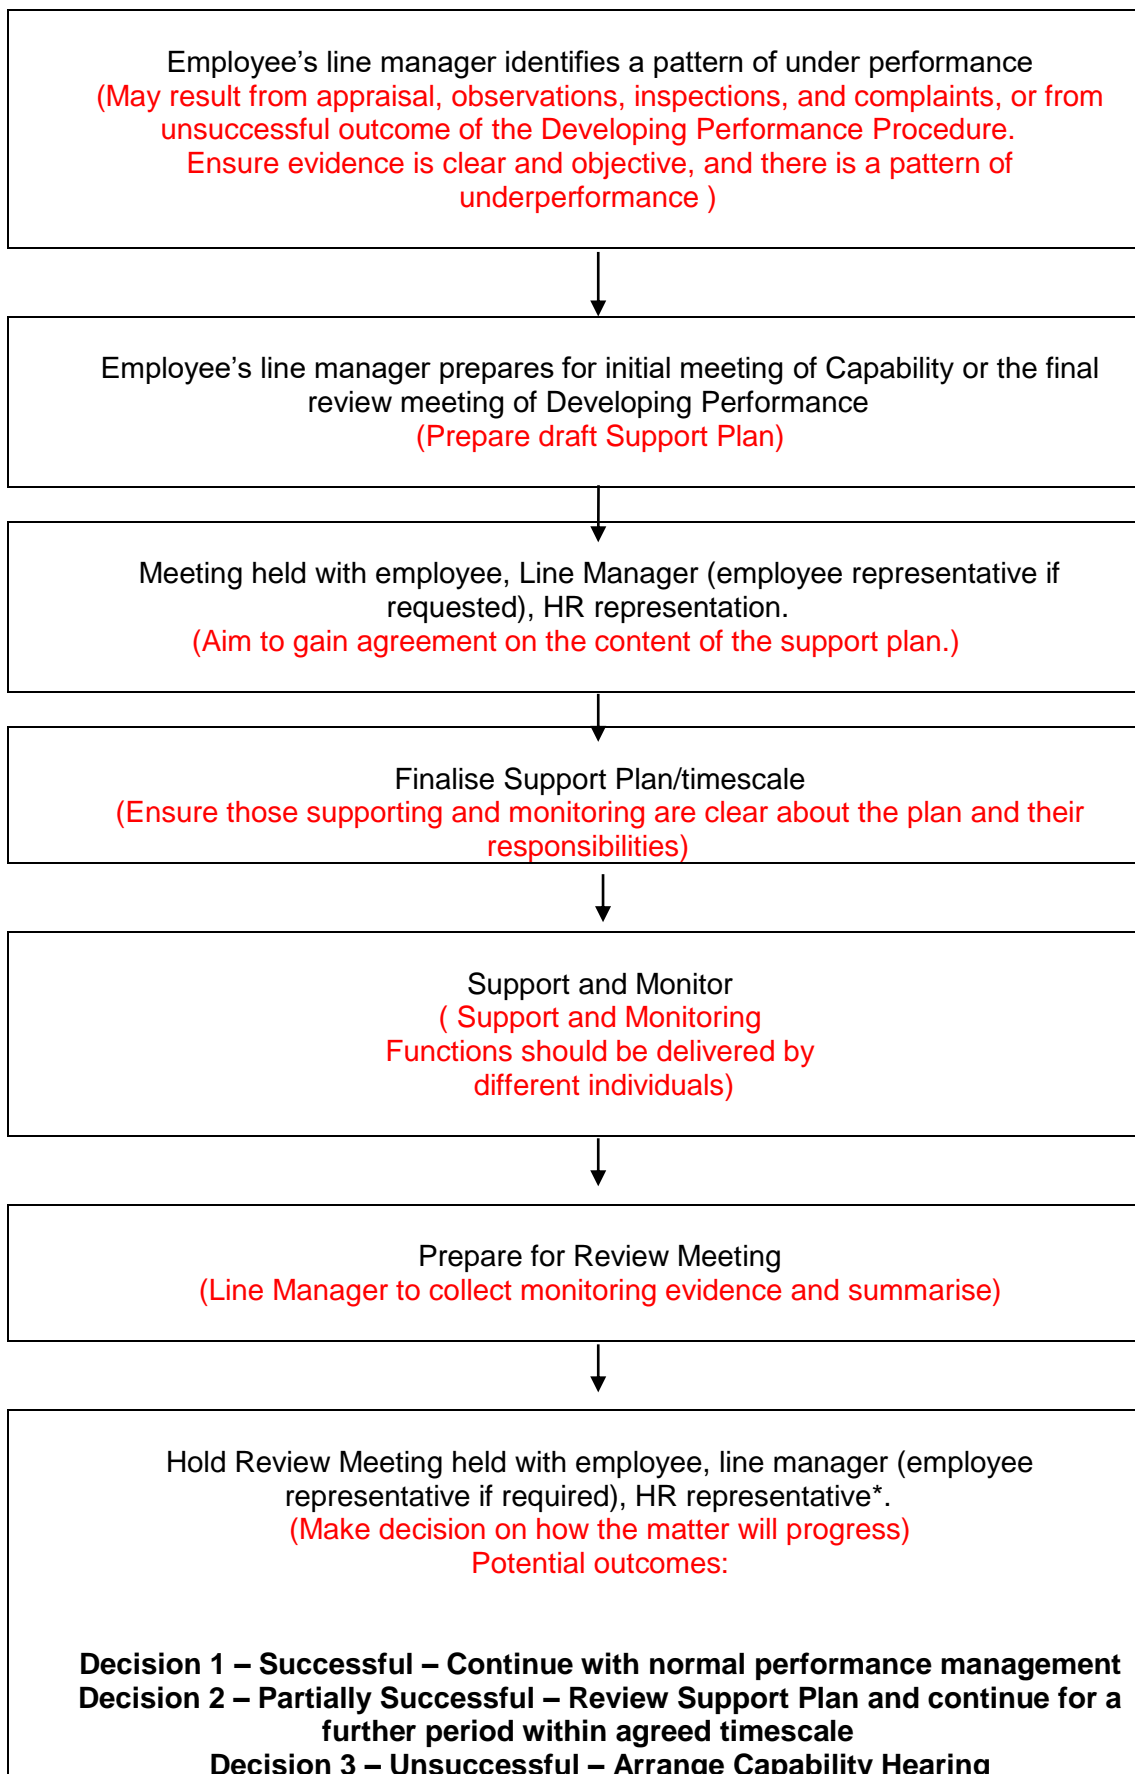 Employee’s line manager identifies a pattern of under performance
(May result from appraisal, observations, inspections, and complaints, or from
unsuccessful outcome of the Developing Performance Procedure.
Ensure evidence is clear and objective, and there is a pattern of
underperformance )
Employee’s line manager prepares for initial meeting of Capability or the final
review meeting of Developing Performance
(Prepare draft Support Plan)
Meeting held with employee, Line Manager (employee representative if
requested), HR representation.
(Aim to gain agreement on the content of the support plan.)
Finalise Support Plan/timescale
(Ensure those supporting and monitoring are clear about the plan and their
responsibilities)
Support and Monitor
( Support and Monitoring
Functions should be delivered by
different individuals)
Prepare for Review Meeting
(Line Manager to collect monitoring evidence and summarise)
Hold Review Meeting held with employee, line manager (employee
representative if required), HR representative*.
(Make decision on how the matter will progress)
Potential outcomes:
Decision 1 – Successful – Continue with normal performance management
Decision 2 – Partially Successful – Review Support Plan and continue for a
further period within agreed timescale
Decision 3 – Unsuccessful – Arrange Capability Hearing